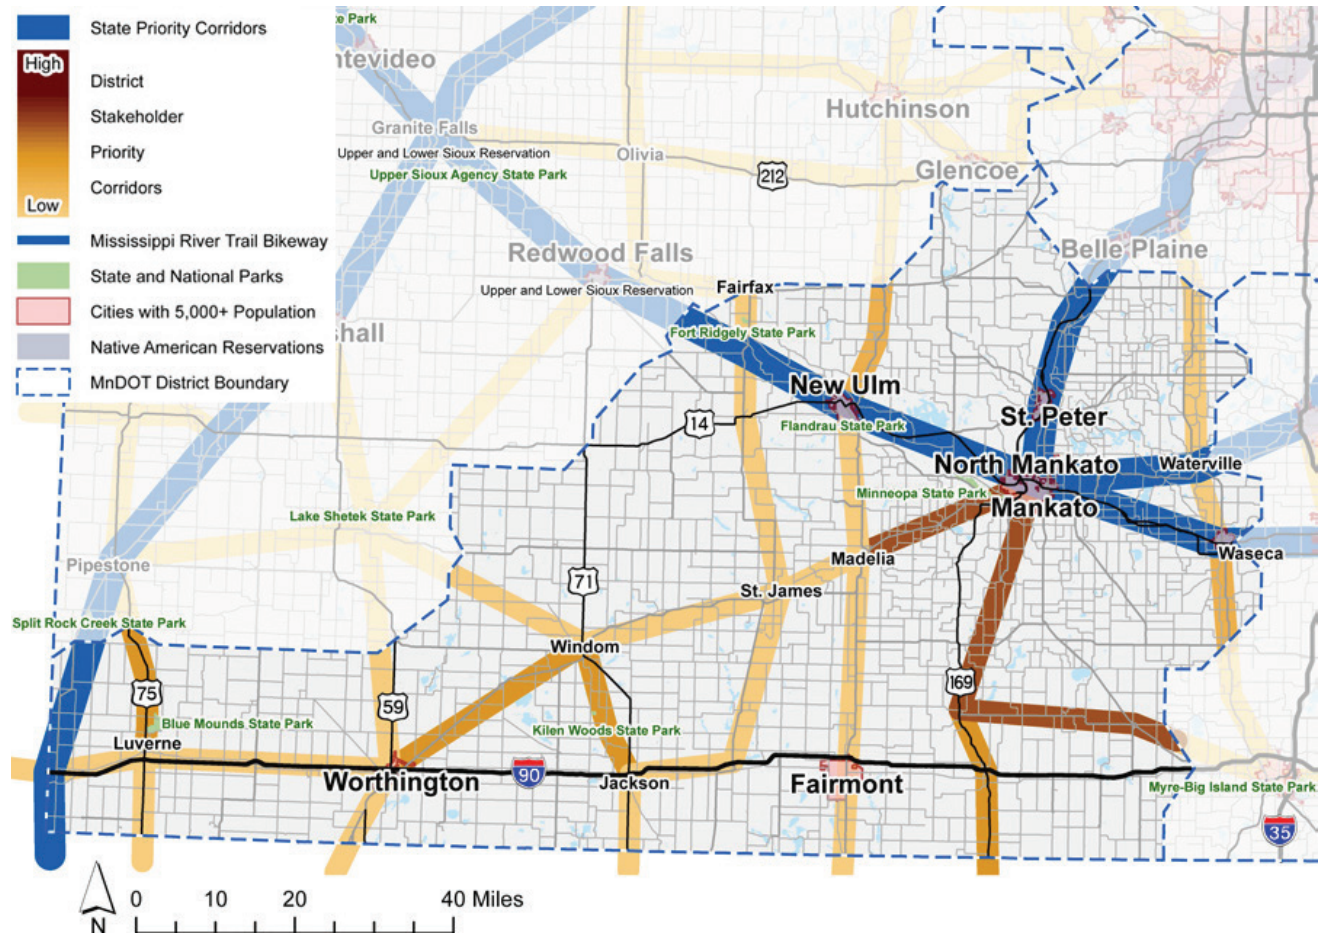 State Priority Corridors
High
District
Stakeholder
Priority
Corridors
Low
Mississippi River Trail Bikeway
State and National Parks
Cities with 5,000+ Population
Native American Reservations
MnDOT District Boundary
te Park
ntevideo
Granite Falls
Upper and Lower Sioux Reservation
Upper Sioux Agency State Park
Olivia
212
Hutchinson
Glencoe
Redwood Falls
Upper and Lower Sioux Reservation
Fairfax
Belle Plaine
Fort Ridgely State Park
shall
New Ulm
14
Flandrau State Park
St. Peter
North Mankato
Waterville
Minneopa State Park
Mankato
Lake Shetek State Park
Waseca
Madelia
Pipestone
71
St. James
Split Rock Creek State Park
Windom
75
59
169
Blue Mounds State Park
Kilen Woods State Park
Luverne
Worthington
90
Jackson
Fairmont
Myre-Big Island State Park
35
N
0 10 20 40 Miles